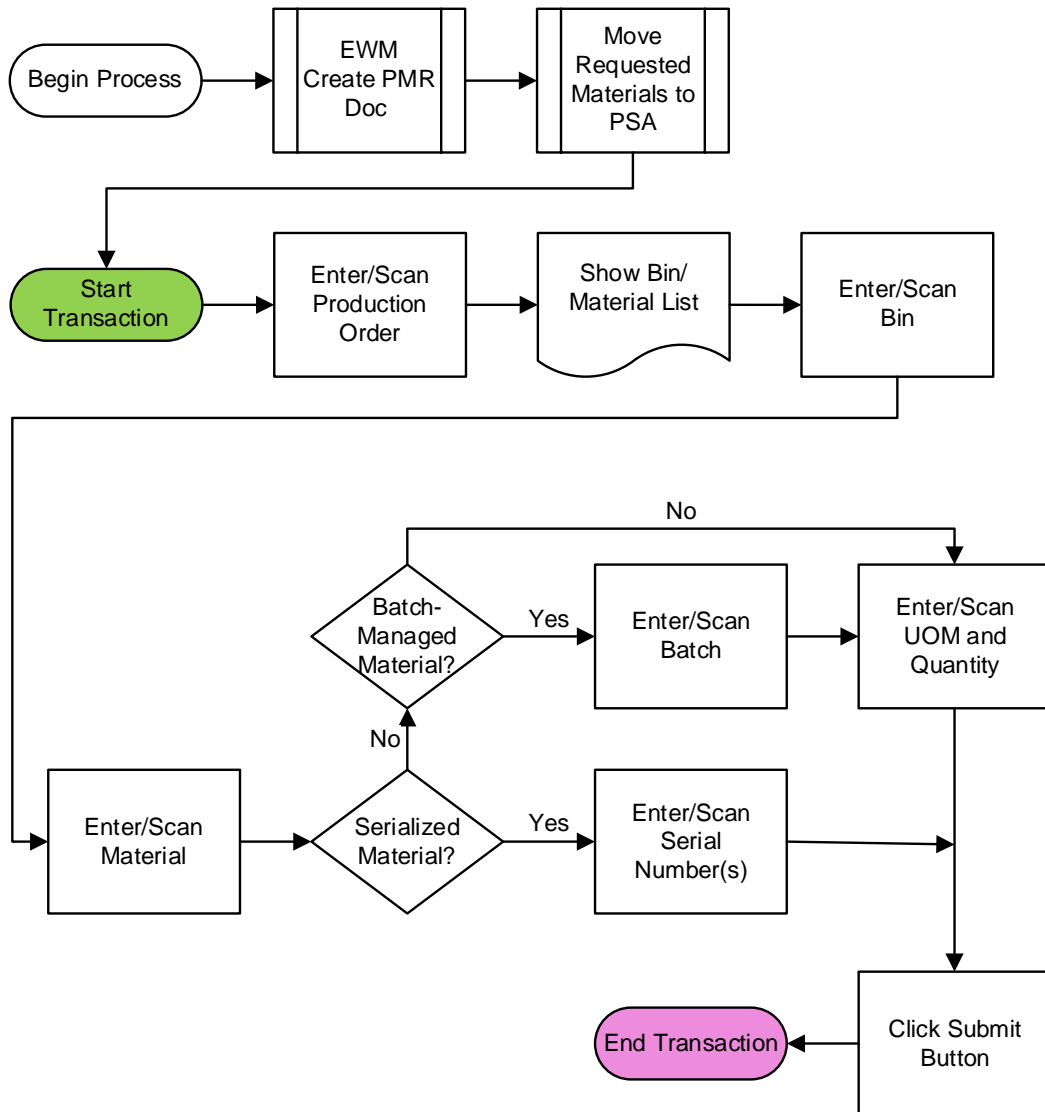 Begin Process
EWM
Create PMR
Doc
Move
Requested
Materials to
PSA
Start
Transaction
Enter/Scan
Production
Order
Show Bin/
Material List
Enter/Scan
Bin
No
Batch-
Managed
Material?
Yes
Enter/Scan
Batch
Enter/Scan
UOM and
Quantity
No
Enter/Scan
Material
Serialized
Material?
Yes
Enter/Scan
Serial
Number(s)
End Transaction
Click Submit
Button